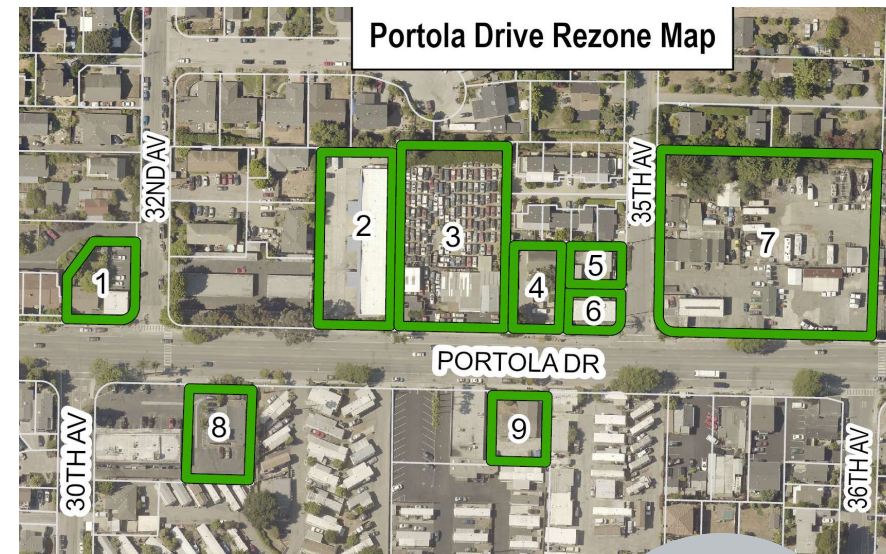 Portola Drive Rezone Map
32ND AV
35TH AV
1
2
3
4
5
6
7
PORTOLA DR
8
9
30TH AV
36TH AV